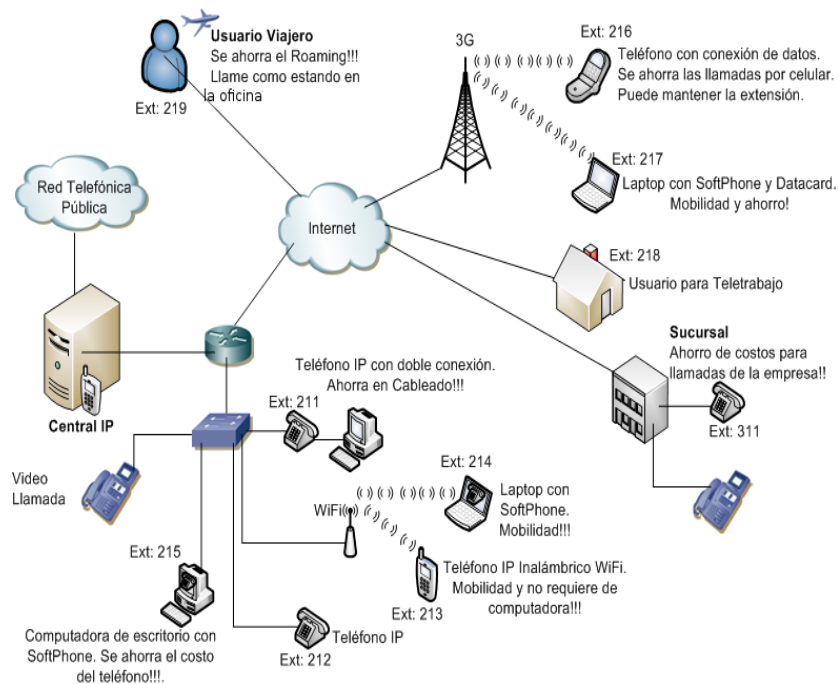 Usuario Viajero
Se ahorra el Roaming!!!
Llame como estando en
la oficina
Ext: 219
3G
Ext: 216
Teléfono con conexión de datos.
Se ahorra las llamadas por celular.
Puede mantener la extensión.
Ext: 217
Laptop con SoftPhone y Datacard.
Mobilidad y ahorro!
Red Telefónica
Pública
Internet
Ext: 218
Usuario para Teletrabajo
Sucursal
Ahorro de costos para
llamadas de la empresa!!
Ext: 311
Central IP
Teléfono IP con doble conexión.
Ahorra en Cableado!!!
Ext: 211
Video
Llamada
Ext: 214
Laptop con
SoftPhone.
Mobilidad!!!
WiFi
Ext: 215
Teléfono IP Inalámbrico WiFi.
Mobilidad y no requiere de
computadora!!!
Ext: 213
Computadora de escritorio con
SoftPhone. Se ahorra el costo
del teléfono!!!.
Teléfono IP
Ext: 212